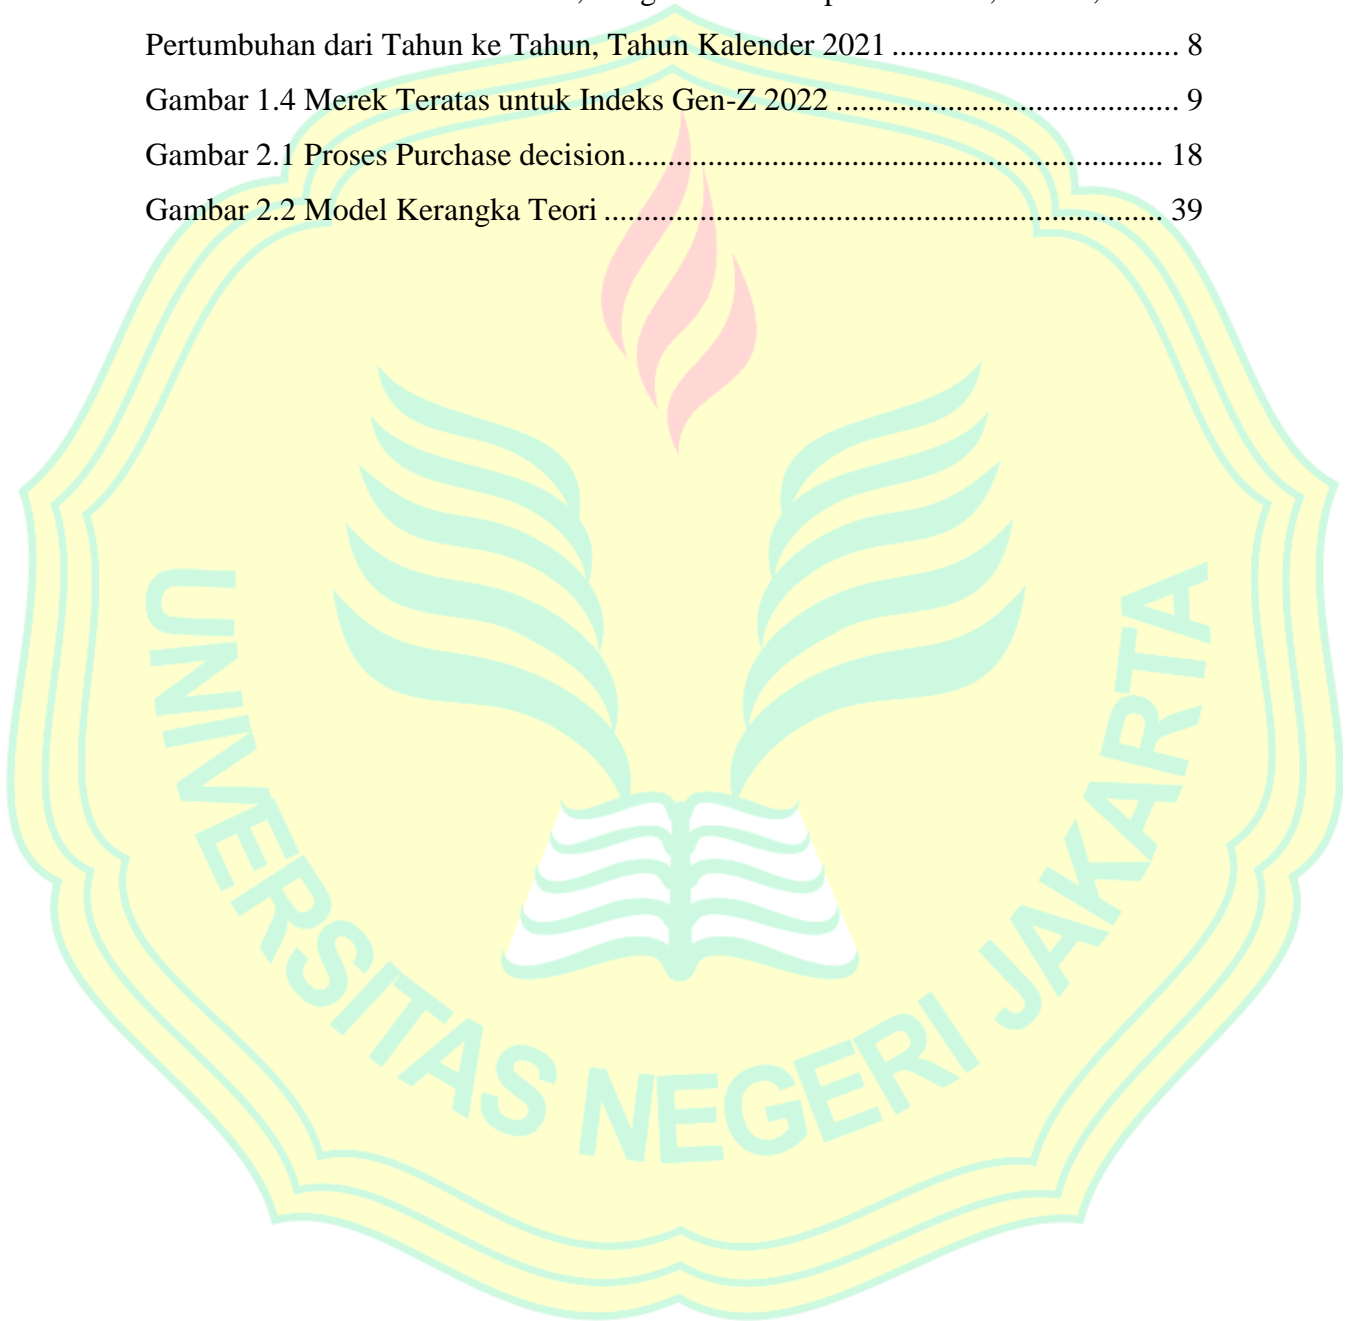 Pertumbuhan dari Tahun ke Tahun, Tahun Kalender 2021 ................................ 8
Gambar 1.4 Merek Teratas untuk Indeks Gen-Z 2022 ...................................... 9
Gambar 2.1 Proses Purchase decision............................................................ 18
Gambar 2.2 Model Kerangka Teori .............................................................. 39
UNIVERSITAS NEGERI JAKARTA